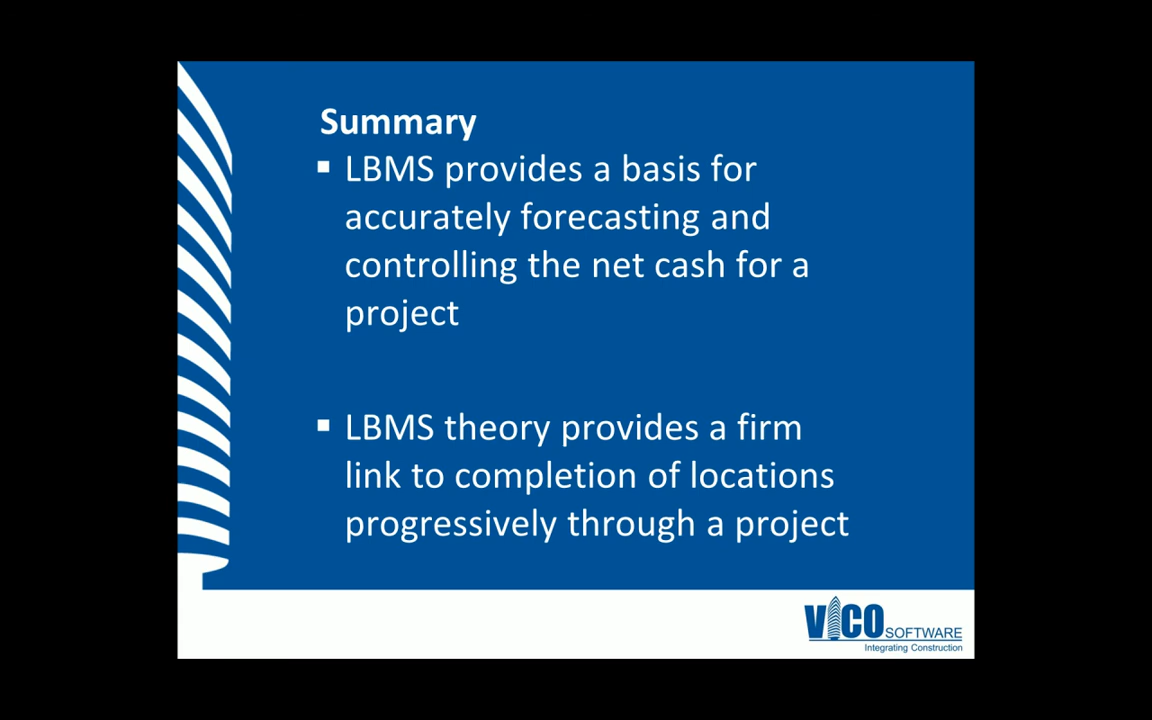 Summary
▪ LBMS provides a basis for
accurately forecasting and
controlling the net cash for a
project
▪ LBMS theory provides a firm
link to completion of locations
progressively through a project
VICO SOFTWARE
Integrating Construction